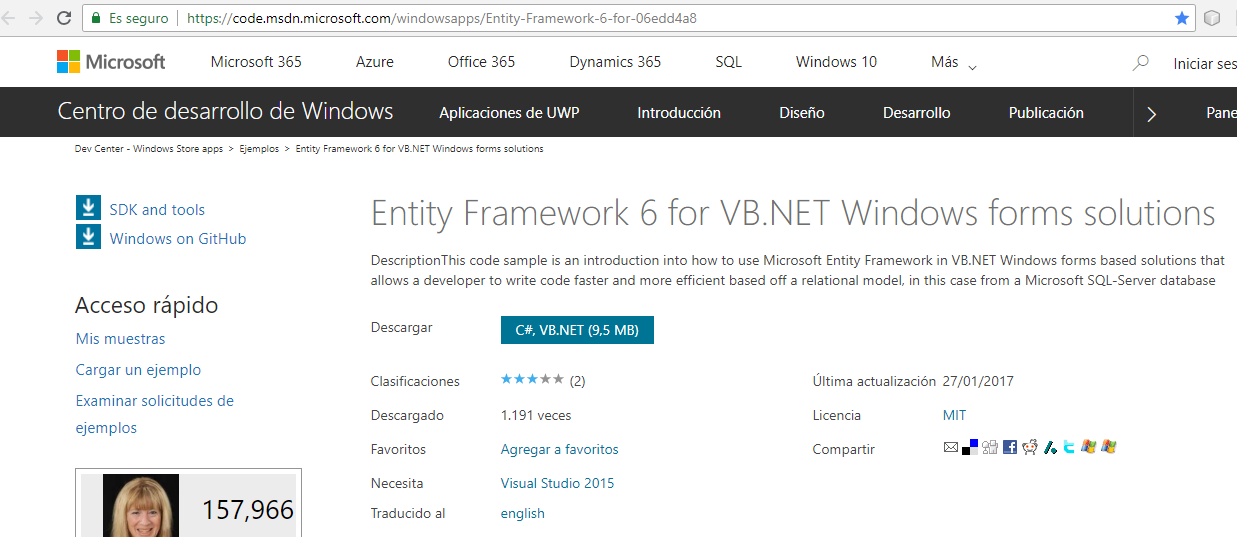 Es seguro | https://code.msdn.microsoft.com/windowsapps/Entity-Framework-6-for-06edd4a8
Microsoft Microsoft 365 Azure Office 365 Dynamics 365 SQL Windows 10 Más Iniciar ses
Centro de desarrollo de Windows Aplicaciones de UWP Introducción Diseño Desarrollo Publicación Pane
Dev Center - Windows Store apps > Ejemplos > Entity Framework 6 for VB.NET Windows forms solutions
SDK and tools
Windows on GitHub
Acceso rápido
Mis muestras
Cargar un ejemplo
Examinar solicitudes de
ejemplos
157,966
Entity Framework 6 for VB.NET Windows forms solutions
DescriptionThis code sample is an introduction into how to use Microsoft Entity Framework in VB.NET Windows forms based solutions that
allows a developer to write code faster and more efficient based off a relational model, in this case from a Microsoft SQL-Server database
Descargar C#, VB.NET (9,5 MB)
Clasificaciones (2) Última actualización 27/01/2017
Descargado 1.191 veces Licencia MIT
Favoritos Agregar a favoritos Compartir
Necesita Visual Studio 2015
Traducido al english